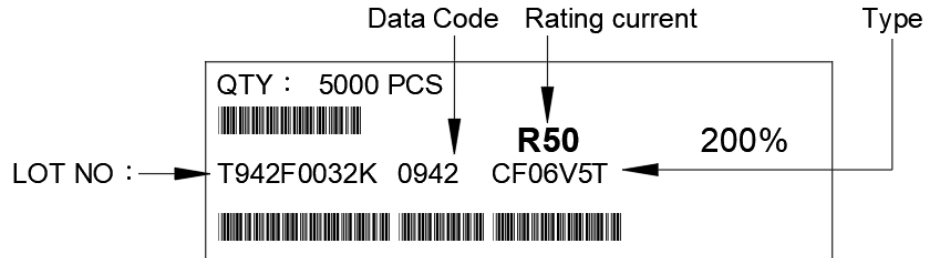 Data Code Rating current Type
QTY： 5000 PCS
R50 200%
LOT NO： T942F0032K 0942 CF06V5T